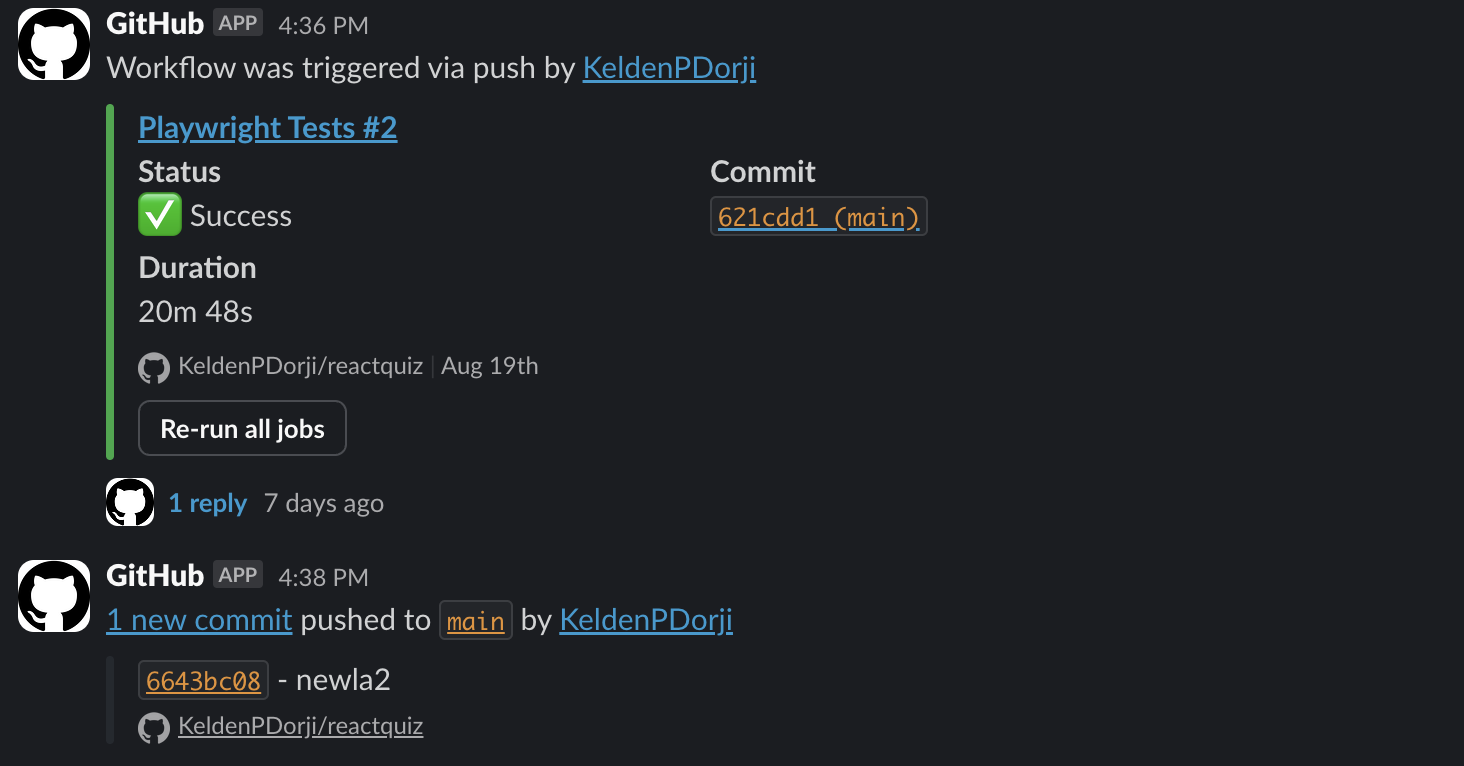 GitHub APP 4:36 PM
Workflow was triggered via push by KeldenPDorji
Playwright Tests #2
Status Commit
Success 621cdd1 (main)
Duration
20m 48s
KeldenPDorji/reactquiz Aug 19th
Re-run all jobs
1 reply 7 days ago
GitHub APP 4:38 PM
1 new commit pushed to main by KeldenPDorji
6643bc08 - newla2
KeldenPDorji/reactquiz